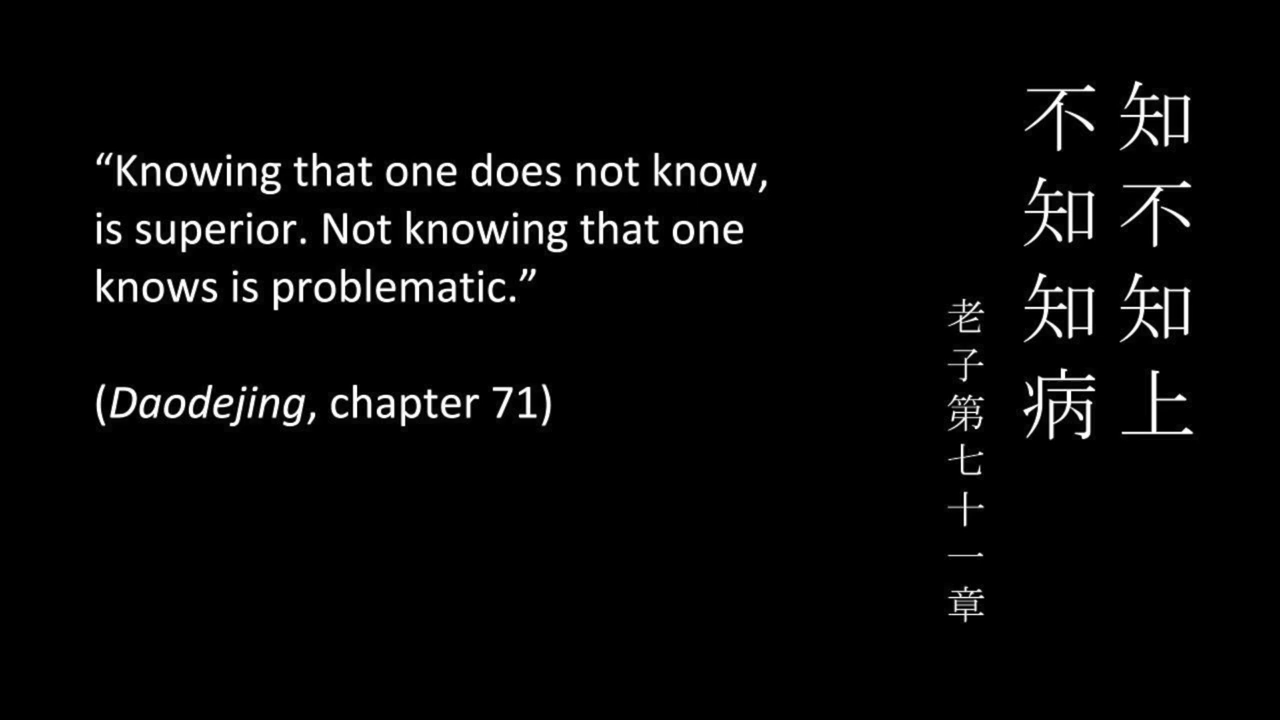 “Knowing that one does not know,
is superior. Not knowing that one
knows is problematic.”
(Daodejing, chapter 71)
知不知上
不知知病
老子第七十一章